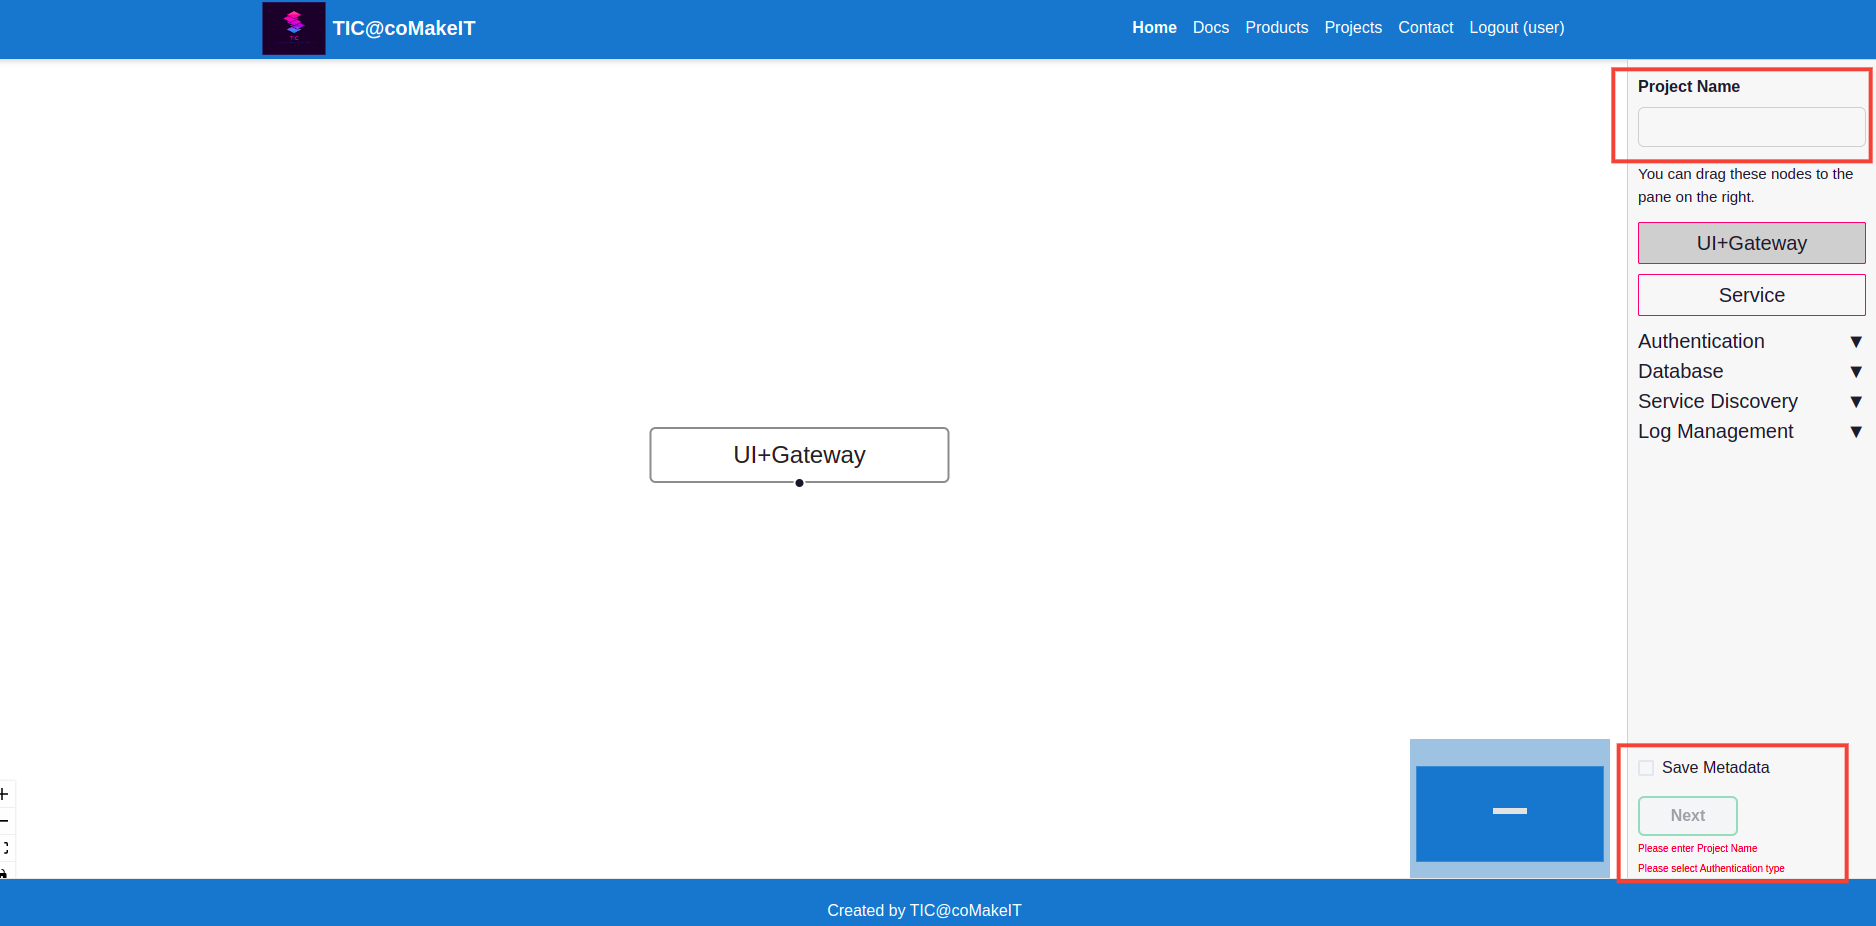 TIC
TIC@coMakeIT
Home Docs Products Projects Contact Logout (user)
Project Name
You can drag these nodes to the
pane on the right.
UI+Gateway
Service
Authentication ▼
Database ▼
Service Discovery ▼
Log Management ▼
UI+Gateway
Save Metadata
Next
Please enter Project Name
Please select Authentication type
Created by TIC@coMakeIT